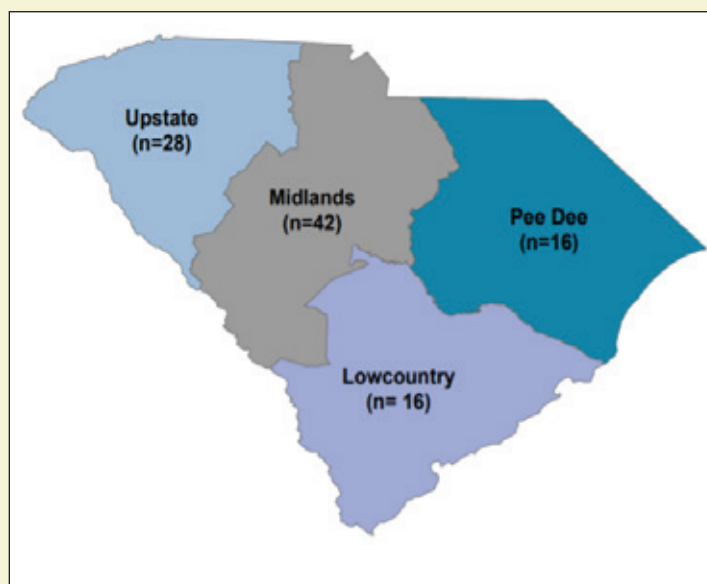 Upstate
(n=28)
Midlands
(n=42)
Pee Dee
(n=16)
Lowcountry
(n= 16)